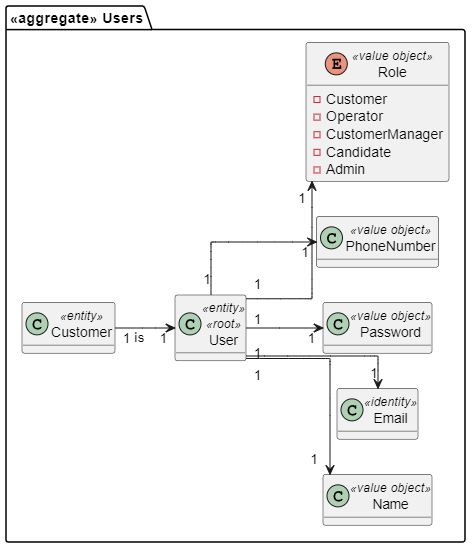 «aggregate» Users
E
«value object»
Role
Customer
Operator
CustomerManager
Candidate
Admin
1
C
«value object»
PhoneNumber
1
1
1
C
«entity»
Customer
1 is
1
C
«entity»
«root»
User
1
1
C
«value object»
Password
1
1
C
«identity»
Email
1
1
C
«value object»
Name